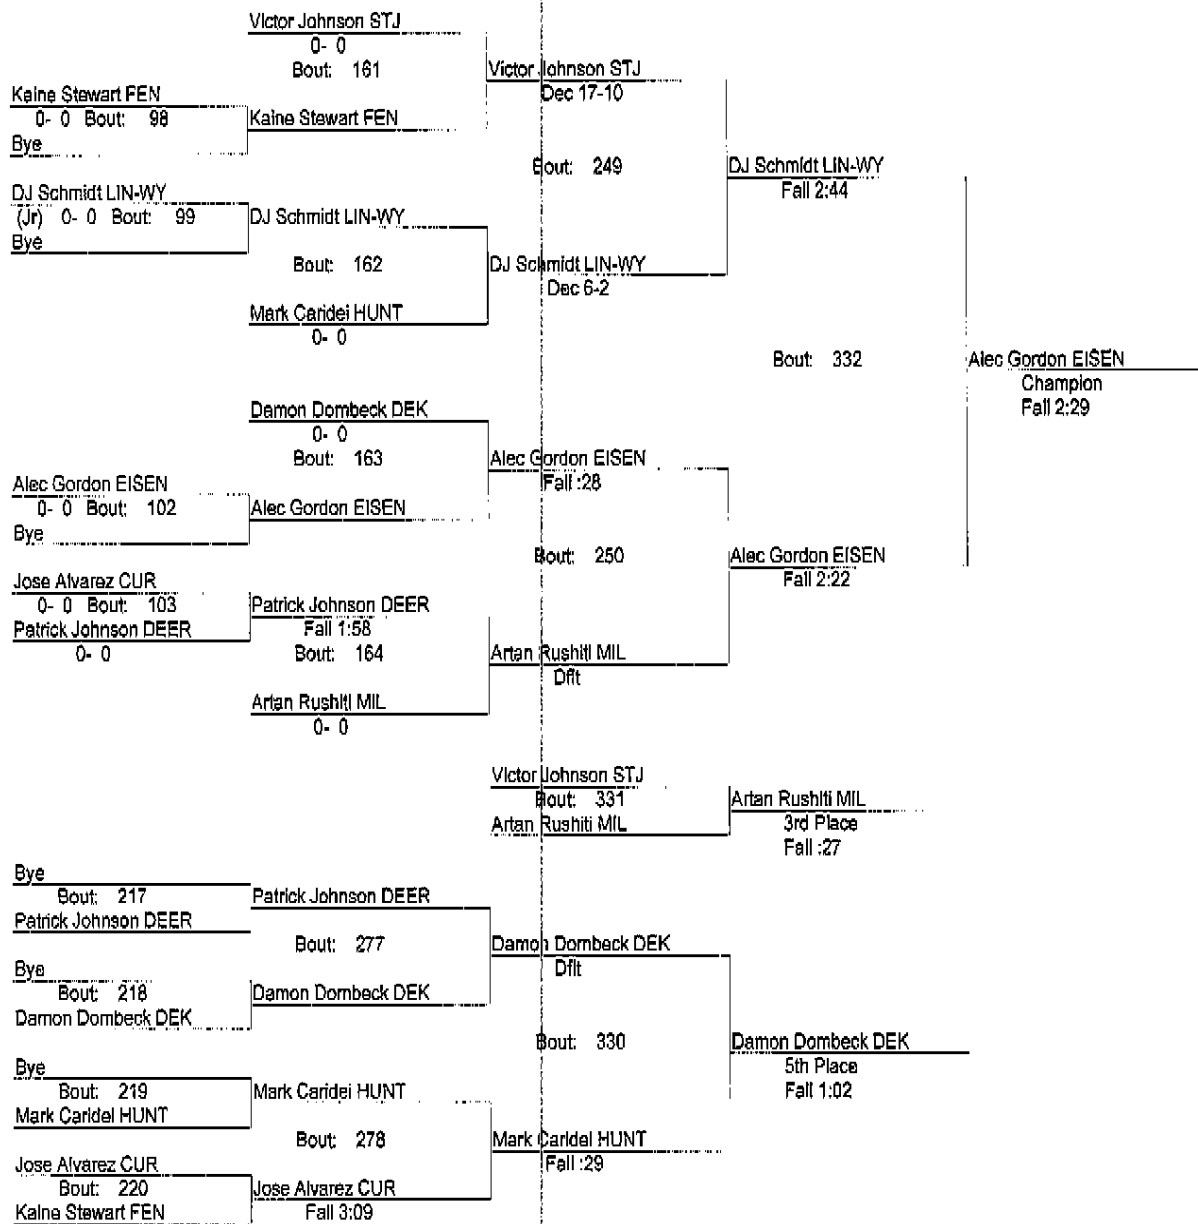 Victor Johnson STJ
0- 0
Bout: 161
Victor Johnson STJ
Dec 17-10
Kaine Stewart FEN
0- 0 Bout: 98
Kaine Stewart FEN
Bye
Bout: 249
DJ Schmidt LIN-WY
Fall 2:44
DJ Schmidt LIN-WY
(Jr) 0- 0 Bout: 99
DJ Schmidt LIN-WY
Bye
Bout: 162
DJ Schmidt LIN-WY
Dec 6-2
Mark Caridei HUNT
0- 0
Bout: 332
Alec Gordon EISEN
Champion
Fall 2:29
Damon Dombeck DEK
0- 0
Bout: 163
Alec Gordon EISEN
Fall :28
Alec Gordon EISEN
0- 0 Bout: 102
Alec Gordon EISEN
Bye
Bout: 250
Alec Gordon EISEN
Fall 2:22
Jose Alvarez CUR
0- 0 Bout: 103
Patrick Johnson DEER
Fall 1:58
Patrick Johnson DEER
0- 0
Bout: 164
Artan Rushiti MIL
Dflt
Artan Rushiti MIL
0- 0
Victor Johnson STJ
Bout: 331
Artan Rushiti MIL
Artan Rushiti MIL
3rd Place
Fall :27
Bye
Bout: 217
Patrick Johnson DEER
Patrick Johnson DEER
Bout: 277
Damon Dombeck DEK
Dflt
Bye
Bout: 218
Damon Dombeck DEK
Damon Dombeck DEK
Bout: 330
Damon Dombeck DEK
5th Place
Fall 1:02
Bye
Bout: 219
Mark Caridei HUNT
Mark Caridei HUNT
Bout: 278
Mark Caridei HUNT
Fall :29
Jose Alvarez CUR
Bout: 220
Jose Alvarez CUR
Fall 3:09
Kaine Stewart FEN